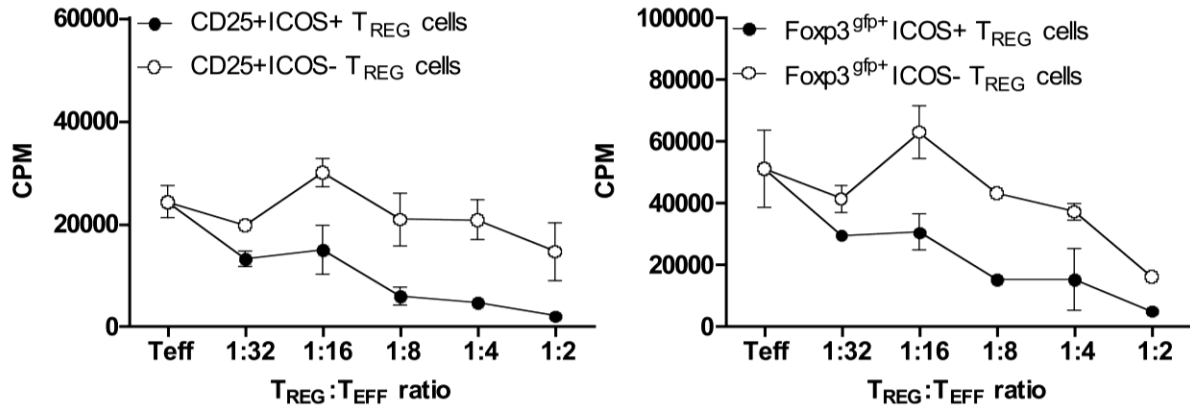 60000
CD25+ICOS+ TREG cells
CD25+ICOS- TREG cells
40000
CPM
20000
0
Teff 1:32 1:16 1:8 1:4 1:2
TREG:TEFF ratio
100000
Foxp3gfp+ ICOS+ TREG cells
80000
Foxp3gfp+ ICOS- TREG cells
60000
CPM
40000
20000
0
Teff 1:32 1:16 1:8 1:4 1:2
TREG:TEFF ratio